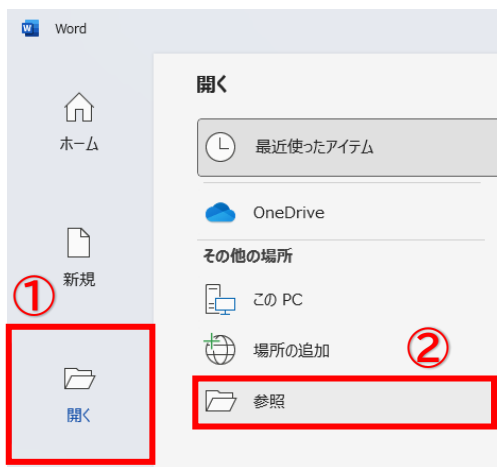 Word
ホーム
新規
①
開く
開く
最近使ったアイテム
OneDrive
その他の場所
この PC
場所の追加
②
参照